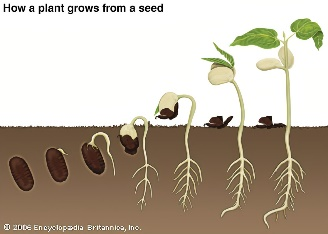 How a plant grows from a seed
© 2006 Encyclopædia Britannica, Inc.